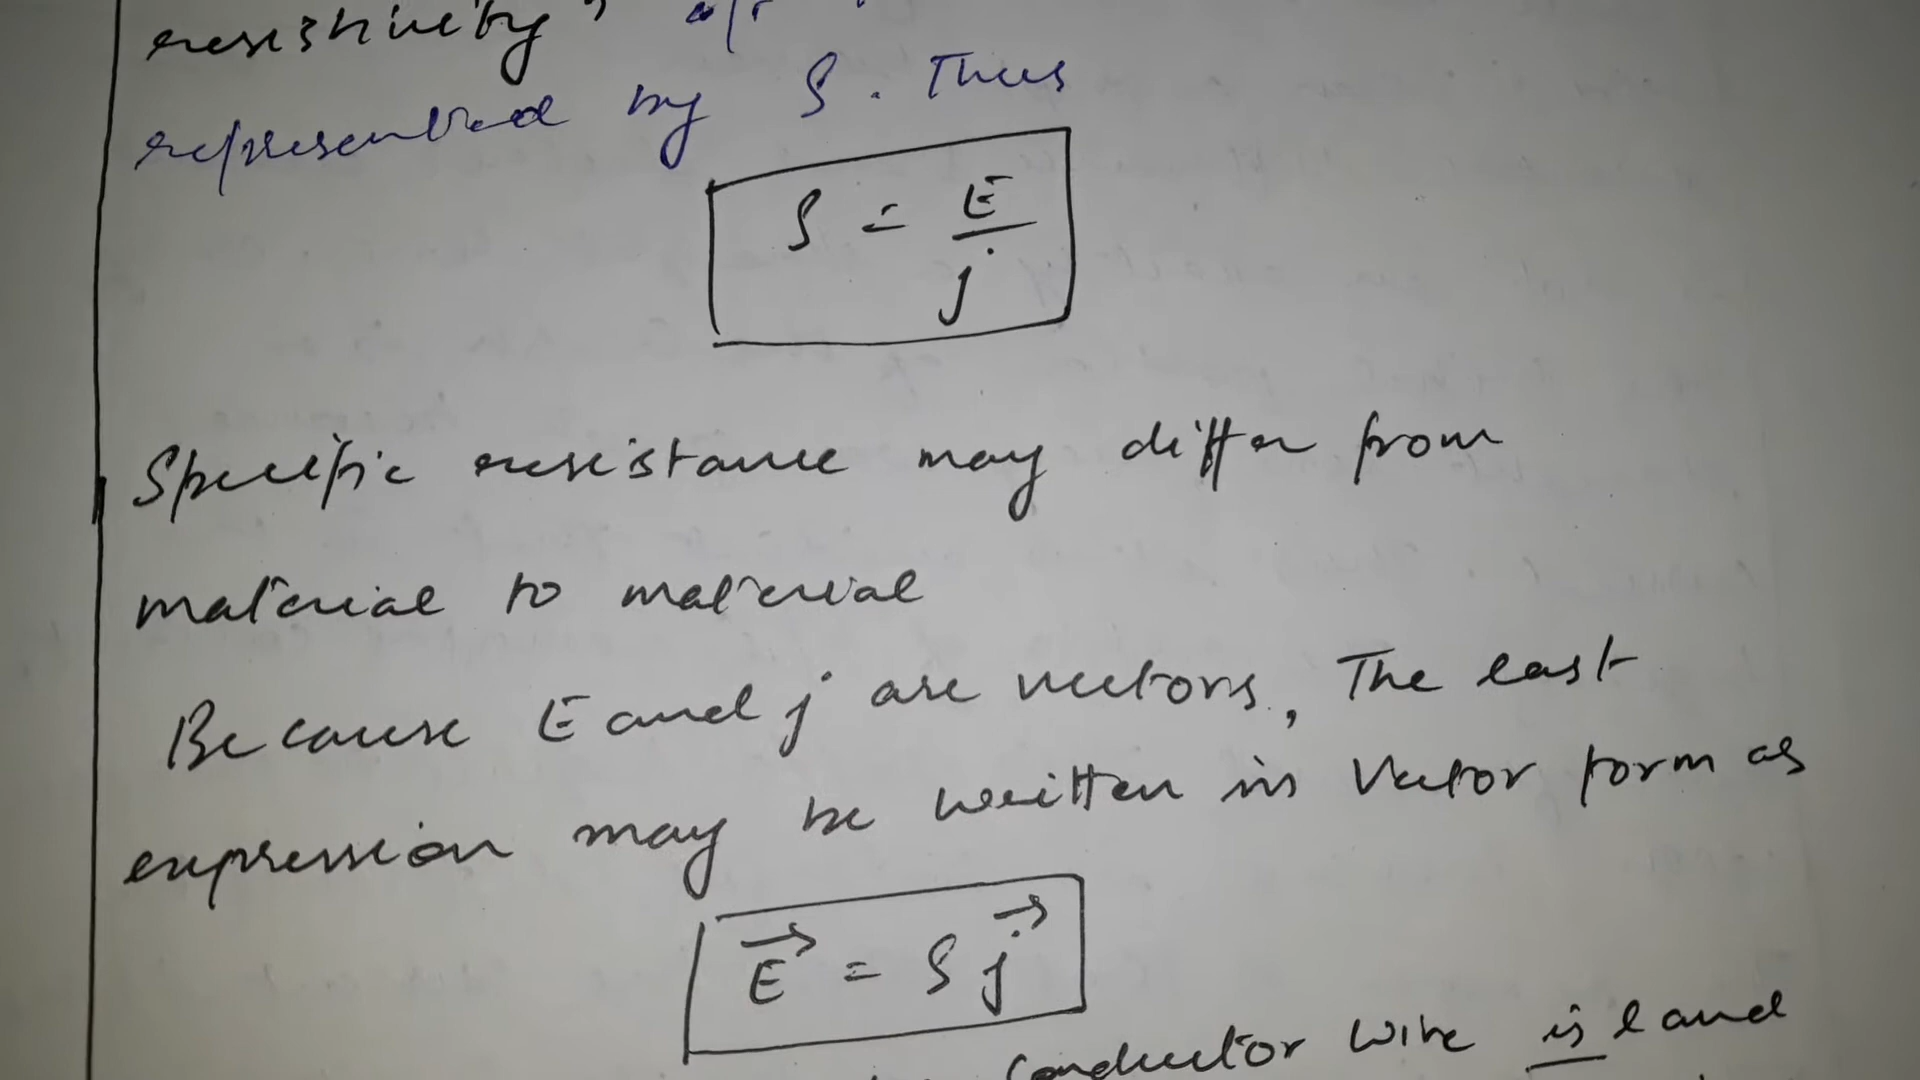 resistivity,
represented by ρ. Thus
ρ = E/j
Specific resistance may differ from
material to material
Because E and j are vectors, The last
expression may be written in Vector form as
E⃗ = ρ j⃗
conductor wire is l and